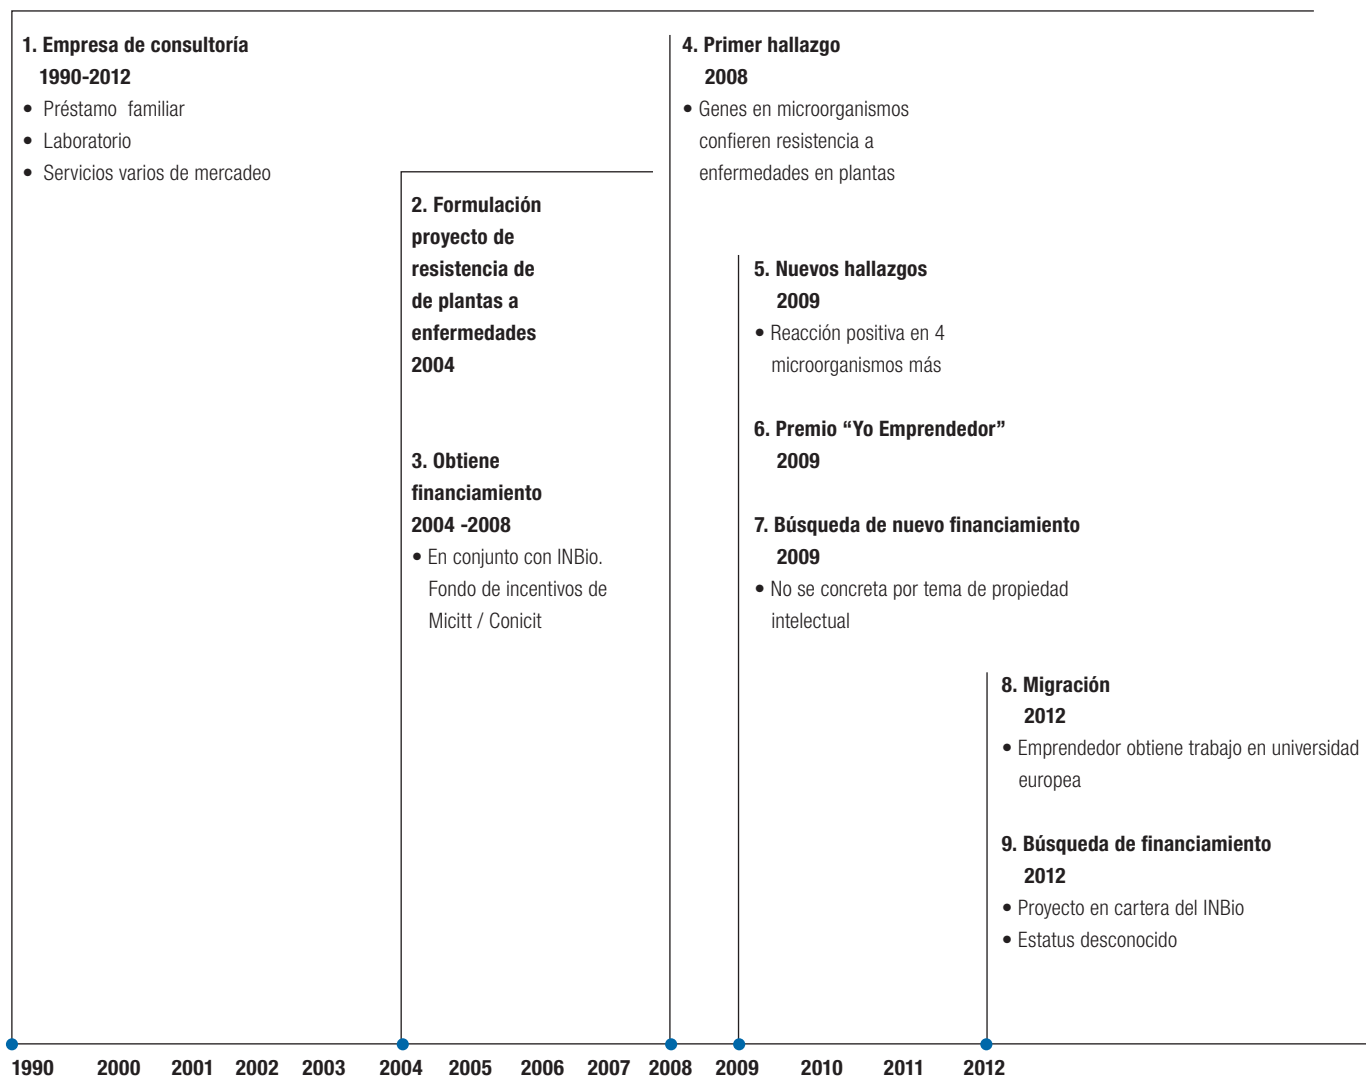 1. Empresa de consultoría
1990-2012
• Préstamo familiar
• Laboratorio
• Servicios varios de mercadeo
2. Formulación
proyecto de
resistencia de
de plantas a
enfermedades
2004
3. Obtiene
financiamiento
2004 -2008
• En conjunto con INBio.
Fondo de incentivos de
Micitt / Conicit
4. Primer hallazgo
2008
• Genes en microorganismos
confieren resistencia a
enfermedades en plantas
5. Nuevos hallazgos
2009
• Reacción positiva en 4
microorganismos más
6. Premio “Yo Emprendedor”
2009
7. Búsqueda de nuevo financiamiento
2009
• No se concreta por tema de propiedad
intelectual
8. Migración
2012
• Emprendedor obtiene trabajo en universidad
europea
9. Búsqueda de financiamiento
2012
• Proyecto en cartera del INBio
• Estatus desconocido
1990 2000 2001 2002 2003 2004 2005 2006 2007 2008 2009 2010 2011 2012